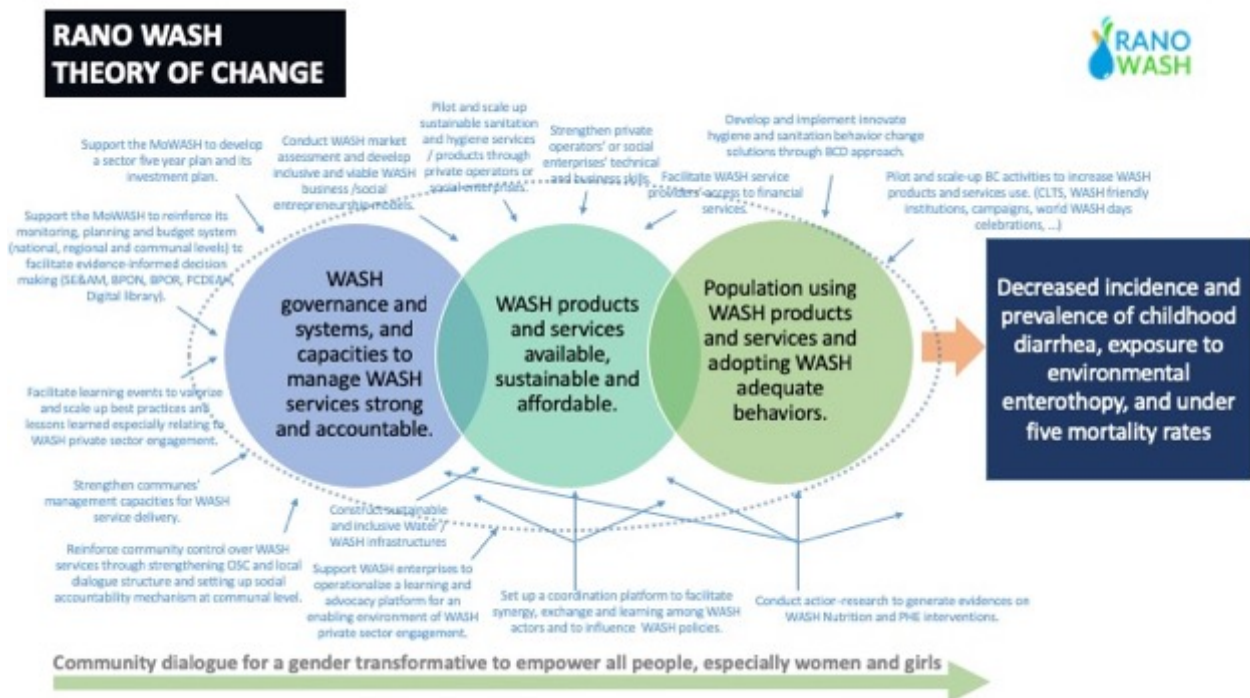 RANO WASH
THEORY OF CHANGE
RANO
WASH
Support the MoWASH to develop
a sector five year plan and its
investment plan.
Conduct WASH market
assessment and develop
inclusive and viable WASH
business /social
entrepreneurship models.
Pilot and scale up
sustainable sanitation
and hygiene services
/ products through
private operators or
social enterprises.
Strengthen private
operators' or social
enterprises' technical
and business skills
Facilitate WASH service
providers' access to financial
services.
Develop and implement innovate
hygiene and sanitation behavior change
solutions through BCD approach.
Pilot and scale-up BC activities to increase WASH
products and services use. (CLTS, WASH friendly
institutions, campaigns, world WASH days
celebrations, ...)
Support the MoWASH to reinforce its
monitoring, planning and budget system
(national, regional and communal levels) to
facilitate evidence-informed decision
making (SE&AM, BPON, BPOR, PCDEAH,
Digital library).
Facilitate learning events to valorize
and scale up best practices and
lessons learned especially relating to
WASH private sector engagement.
Strengthen communes'
management capacities for WASH
service delivery.
Reinforce community control over WASH
services through strengthening OSC and local
dialogue structure and setting up social
accountability mechanism at communal level.
WASH
governance and
systems, and
capacities to
manage WASH
services strong
and accountable.
WASH products
and services
available,
sustainable and
affordable.
Population using
WASH products
and services and
adopting WASH
adequate
behaviors.
Decreased incidence and
prevalence of childhood
diarrhea, exposure to
environmental
enterothopy, and under
five mortality rates
Construct sustainable
and inclusive Water /
WASH infrastructures
Support WASH enterprises to
operationalize a learning and
advocacy platform for an
enabling environment of WASH
private sector engagement.
Set up a coordination platform to facilitate
synergy, exchange and learning among WASH
actors and to influence WASH policies.
Conduct action-research to generate evidences on
WASH Nutrition and PHE interventions.
Community dialogue for a gender transformative to empower all people, especially women and girls